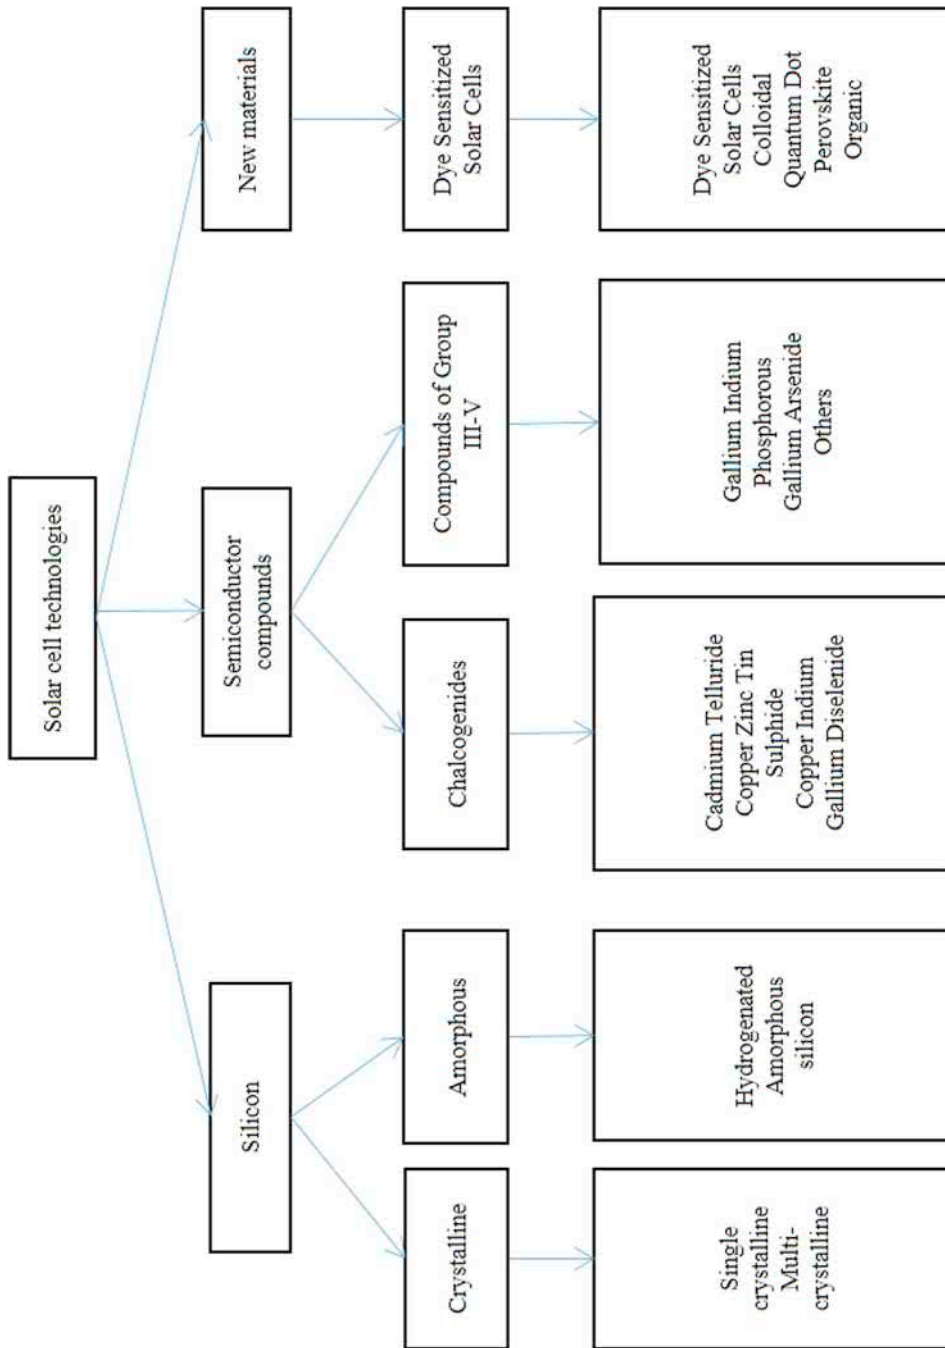 Solar cell technologies
Silicon
Semiconductor
compounds
New materials
Crystalline
Amorphous
Chalcogenides
Compounds of Group
III-V
Dye Sensitized
Solar Cells
Single
crystalline
Multi-
crystalline
Hydrogenated
Amorphous
silicon
Cadmium Telluride
Copper Zinc Tin
Sulphide
Copper Indium
Gallium Diselenide
Gallium Indium
Phosphorous
Gallium Arsenide
Others
Dye Sensitized
Solar Cells
Colloidal
Quantum Dot
Perovskite
Organic